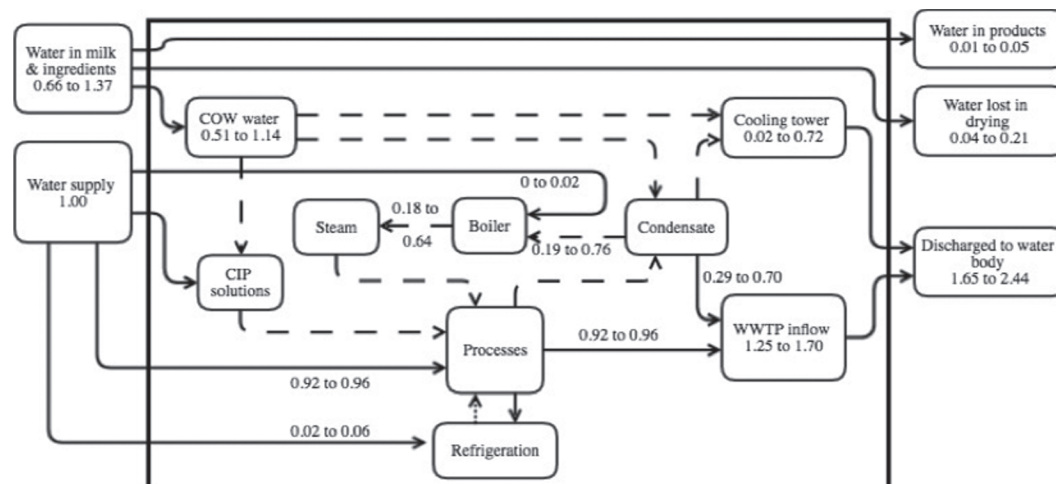 Water in milk
& ingredients
0.66 to 1.37
Water in products
0.01 to 0.05
COW water
0.51 to 1.14
Cooling tower
0.02 to 0.72
Water lost in
drying
0.04 to 0.21
Water supply
1.00
0 to 0.02
Steam
0.18 to
0.64
Boiler
0.19 to 0.76
Condensate
Discharged to water
body
1.65 to 2.44
CIP
solutions
0.29 to 0.70
Processes
0.92 to 0.96
WWTP inflow
1.25 to 1.70
0.92 to 0.96
0.02 to 0.06
Refrigeration